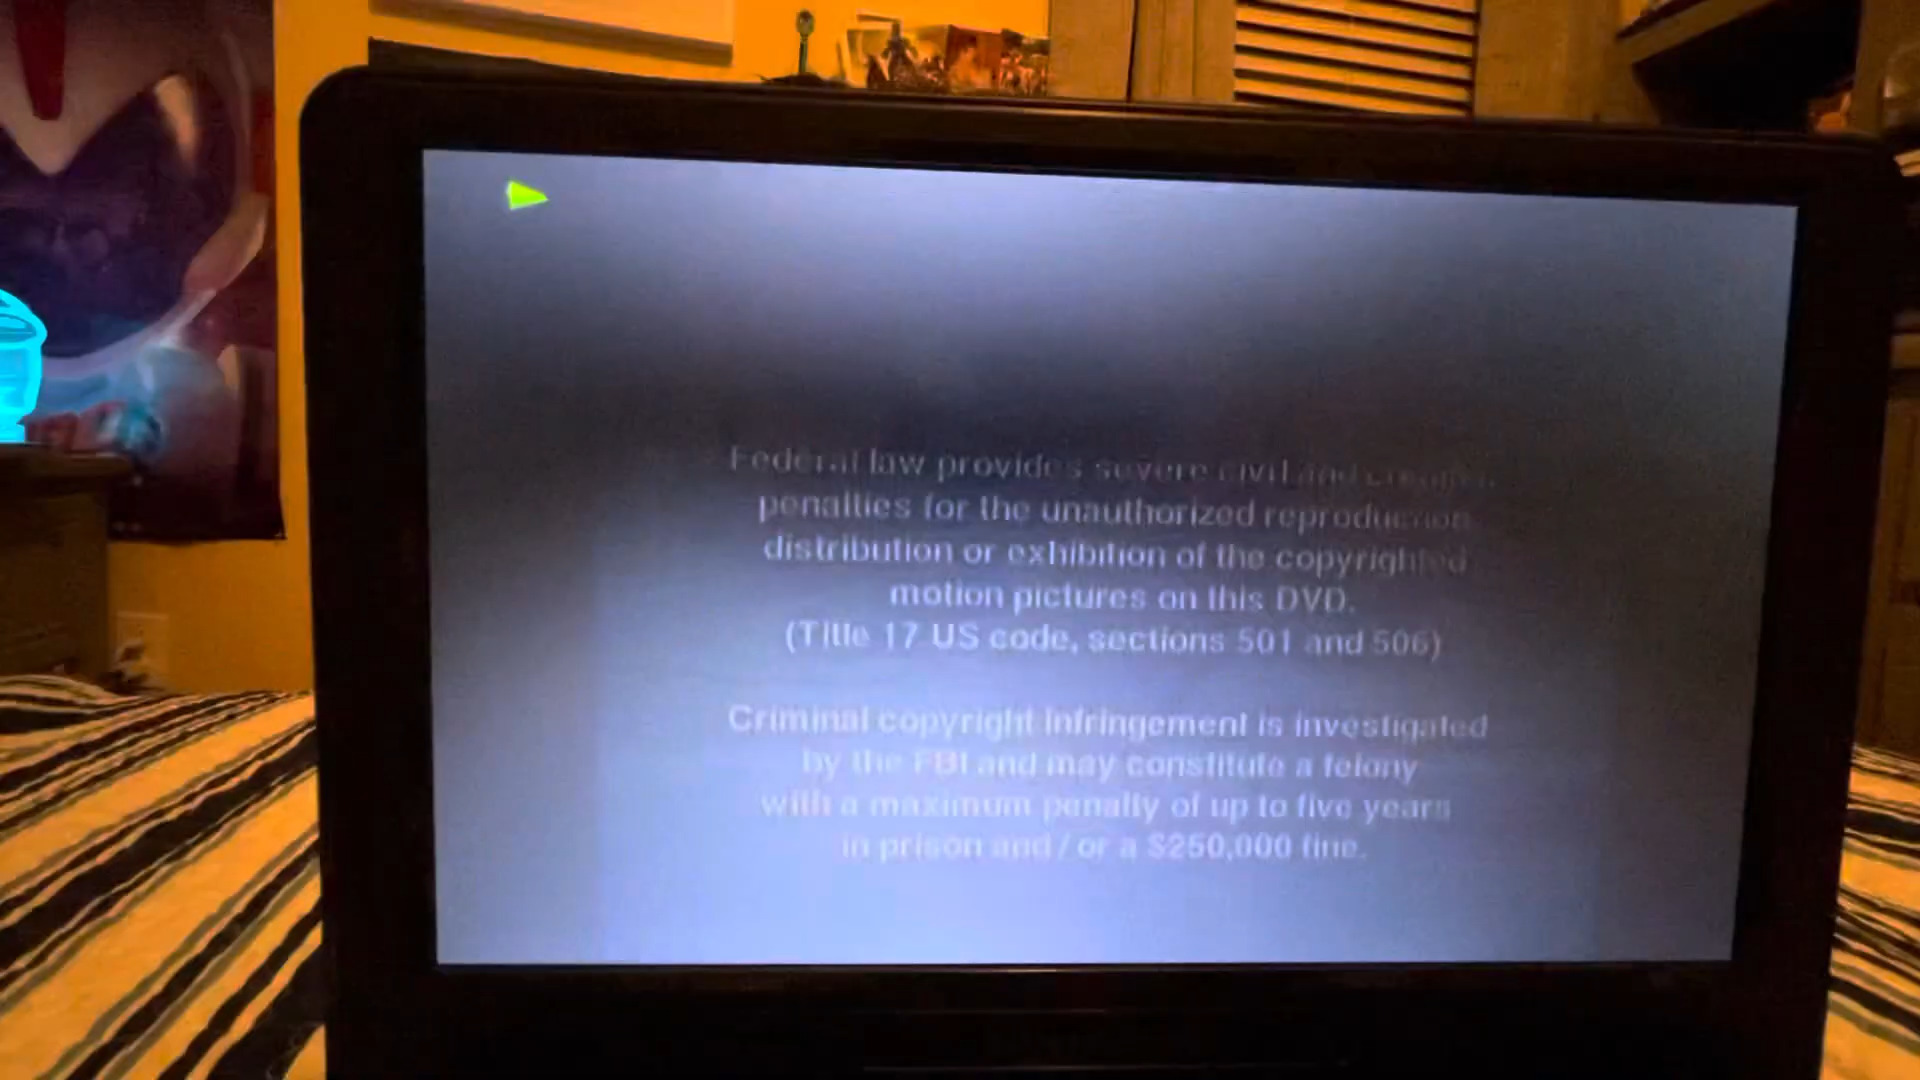 Federal law provides severe civil and criminal
penalties for the unauthorized reproduction
distribution or exhibition of the copyrighted
motion pictures on this DVD.
(Title 17 US code, sections 501 and 506)
Criminal copyright infringement is investigated
by the FBI and may constitute a felony
with a maximum penalty of up to five years
in prison and/or a $250,000 fine.